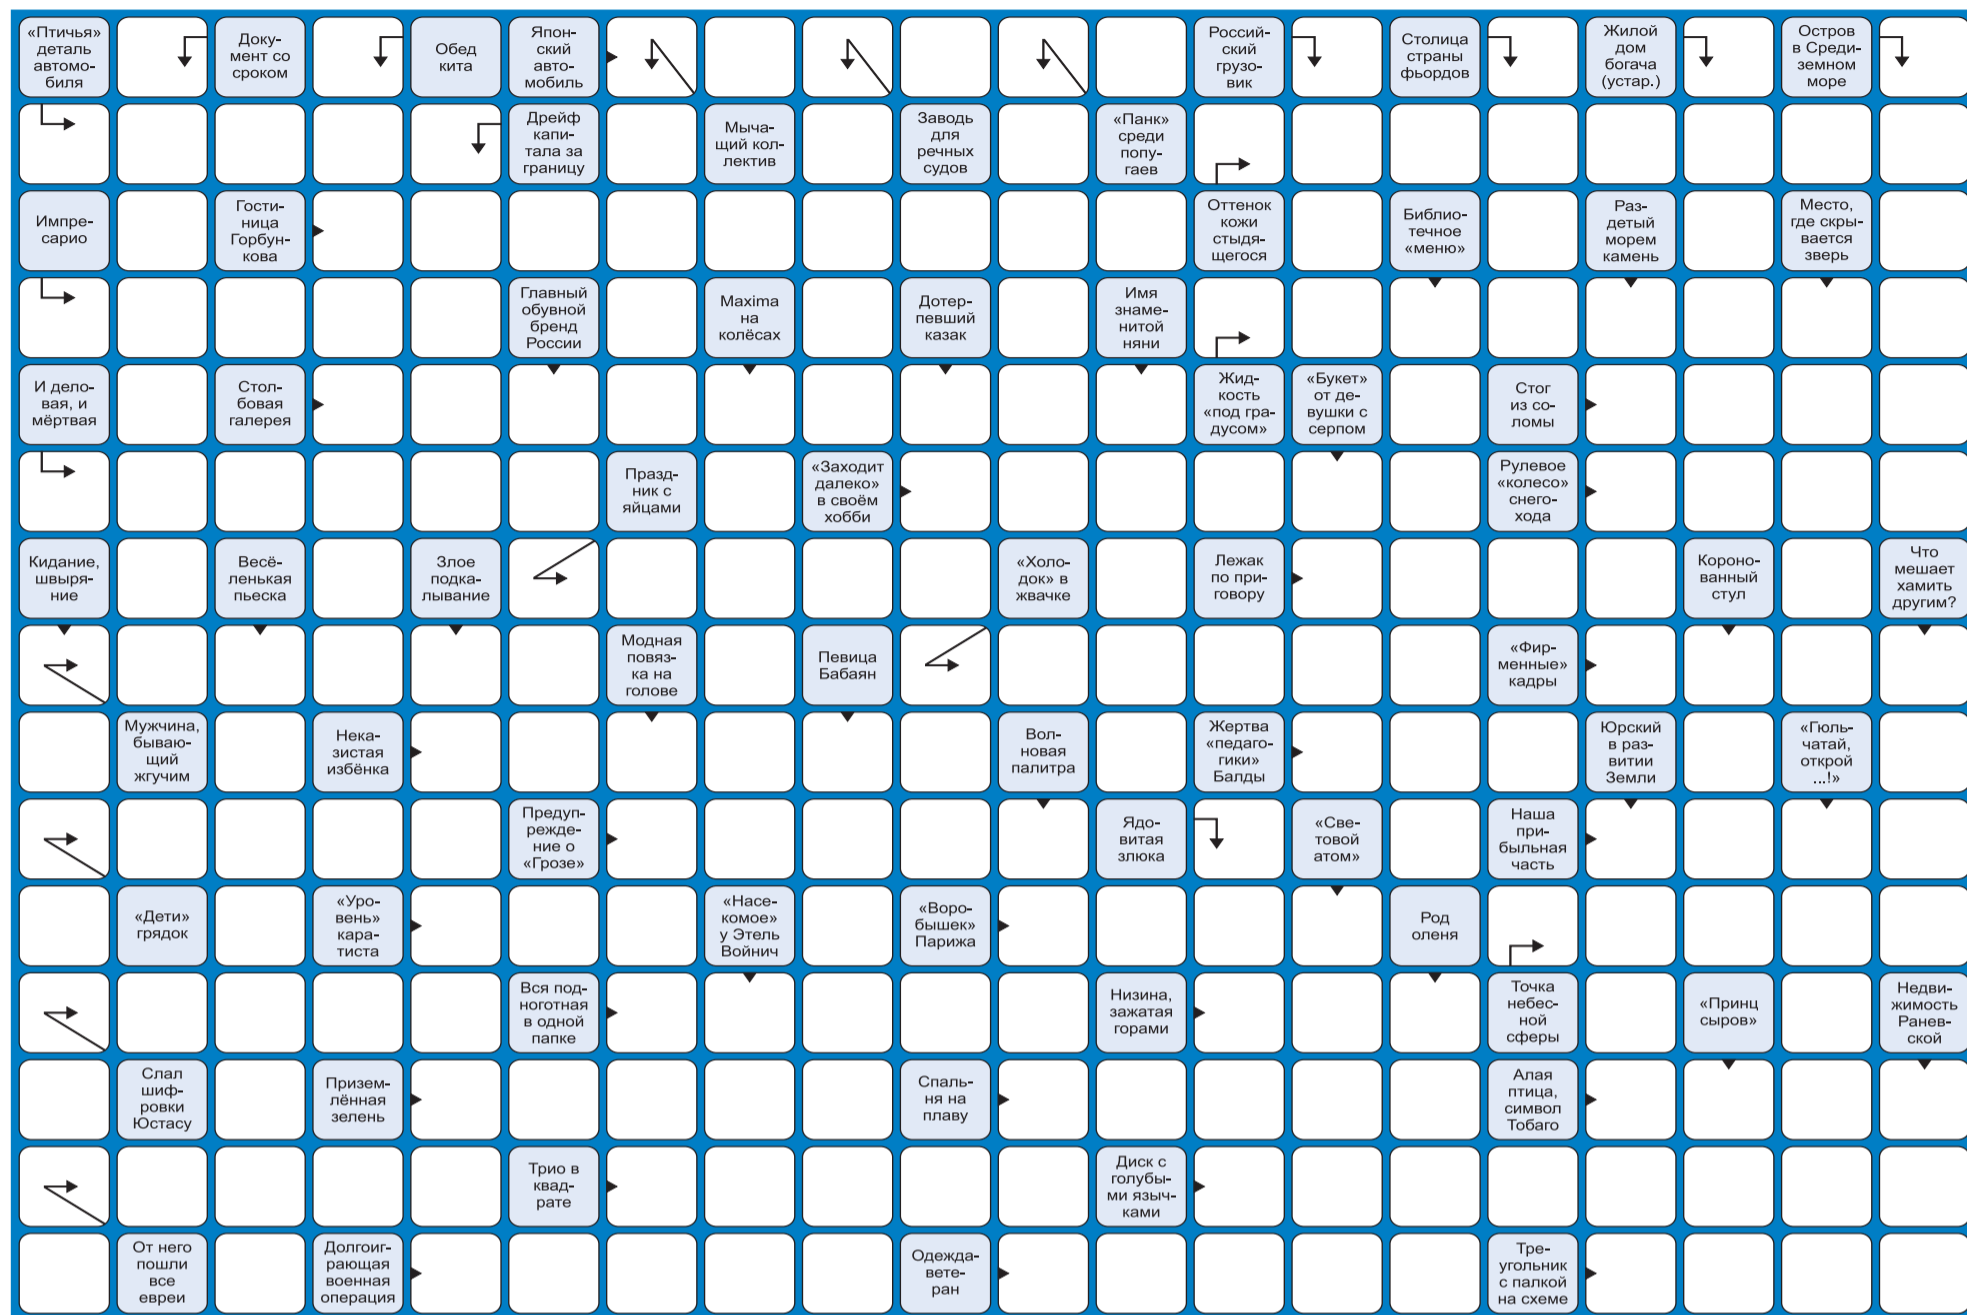 «Птичья»
деталь
автомо-
биля
Доку-
мент со
сроком
Обед
кита
Япон-
ский
авто-
мобиль
Россий-
ский
грузо-
вик
Столица
страны
фьордов
Жилой
дом
богача
(устар.)
Остров
в Среди-
земном
море
Дрейф
капи-
тала за
границу
Мыча-
щий кол-
лектив
Заводь
для
речных
судов
«Панк»
среди
попу-
гаев
Импре-
сарио
Гости-
ница
Горбун-
кова
Оттенок
кожи
стыдя-
щегося
Библио-
течное
«меню»
Раз-
детый
морем
камень
Место,
где скры-
вается
зверь
Главный
обувной
бренд
России
Maxima
на
колёсах
Дотер-
певший
казак
Имя
знаме-
нитой
няни
И дело-
вая, и
мёртвая
Стол-
бовая
галерея
Жид-
кость
«под гра-
дусом»
«Букет»
от де-
вушки с
серпом
Стог
из со-
ломы
Празд-
ник с
яйцами
«Заходит
далеко»
в своём
хобби
Рулевое
«колесо»
снего-
хода
Кидание,
швыря-
ние
Весё-
ленькая
пьеска
Злое
подка-
лывание
«Холо-
док» в
жвачке
Лежак
по при-
говору
Короно-
ванный
стул
Что
мешает
хамить
другим?
Модная
повяз-
ка на
голове
Певица
Бабаян
«Фир-
менные»
кадры
Мужчина,
бываю-
щий
жгучим
Нека-
зистая
избёнка
Вол-
новая
палитра
Жертва
«педаго-
гики»
Балды
Юрский
в раз-
витии
Земли
«Гюль-
чатай,
открой
...!»
Предуп-
режде-
ние о
«Грозе»
Ядо-
витая
злюка
«Све-
товой
атом»
Наша
при-
быльная
часть
«Дети»
грядок
«Уро-
вень»
кара-
тиста
«Насе-
комое»
у Этель
Войнич
«Воро-
бышек»
Парижа
Род
оленя
Вся под-
ноготная
в одной
папке
Низина,
зажатая
горами
Точка
небес-
ной
сферы
«Принц
сыров»
Недви-
жимость
Ранев-
ской
Слал
шиф-
ровки
Юстасу
Призем-
лённая
зелень
Спаль-
ня на
плаву
Алая
птица,
символ
Тобаго
Трио в
квад-
рате
Диск с
голубы-
ми языч-
ками
От него
пошли
все
евреи
Долгоиг-
рающая
военная
операция
Одежда-
вете-
ран
Тре-
угольник
с палкой
на схеме